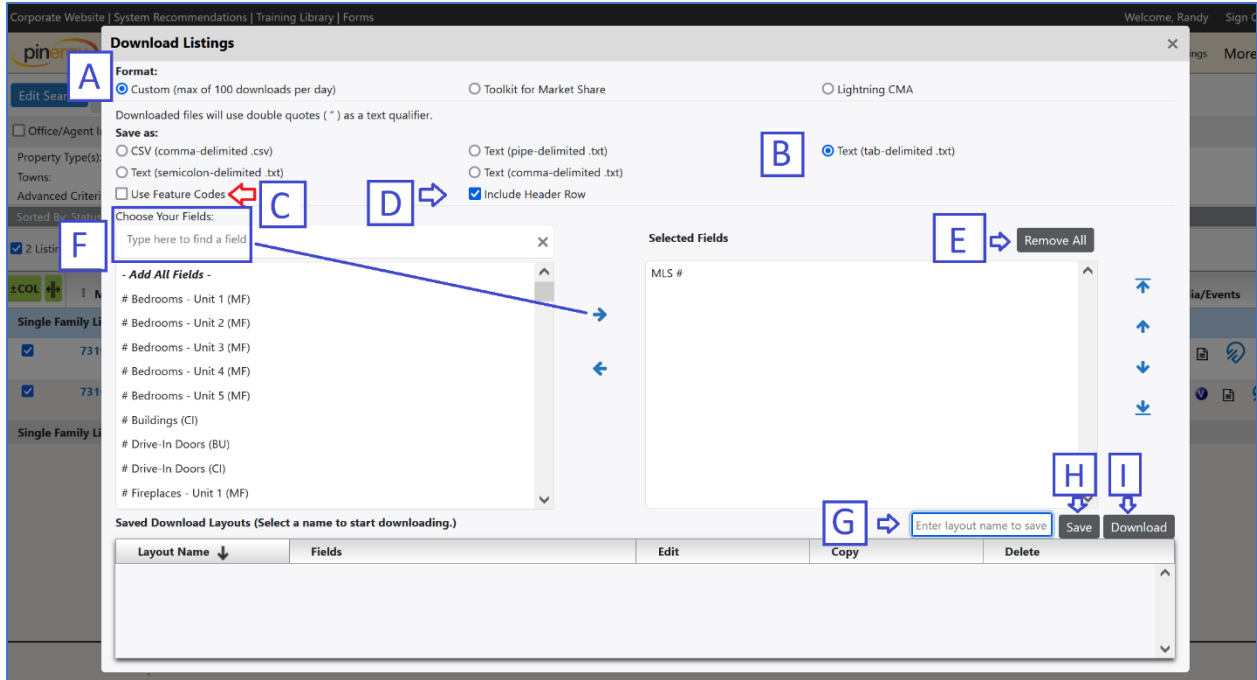 Corporate Website | System Recommendations | Training Library | Forms
Welcome, Randy Sign
Download Listings
×
pin
ings More
A
Format:
Custom (max of 100 downloads per day)
Toolkit for Market Share
Lightning CMA
Edit Sea
Downloaded files will use double quotes ( " ) as a text qualifier.
Office/Agent I
Save as:
CSV (comma-delimited .csv)
Text (pipe-delimited .txt)
B
Text (tab-delimited .txt)
Property Type(s):
Text (semicolon-delimited .txt)
Text (comma-delimited .txt)
Towns:
Use Feature Codes
C
D
Include Header Row
Advanced Criteri
Sorted By: Status
Choose Your Fields:
F
Type here to find a field
×
Selected Fields
E
Remove All
2 Listin
- Add All Fields -
MLS #
±COL
# Bedrooms - Unit 1 (MF)
ia/Events
Single Family Li
# Bedrooms - Unit 2 (MF)
731
# Bedrooms - Unit 3 (MF)
# Bedrooms - Unit 4 (MF)
731
# Bedrooms - Unit 5 (MF)
V
# Buildings (CI)
Single Family Li
# Drive-In Doors (BU)
# Drive-In Doors (CI)
# Fireplaces - Unit 1 (MF)
H I
Saved Download Layouts (Select a name to start downloading.)
G
Enter layout name to save
Save
Download
Layout Name Fields Edit Copy Delete